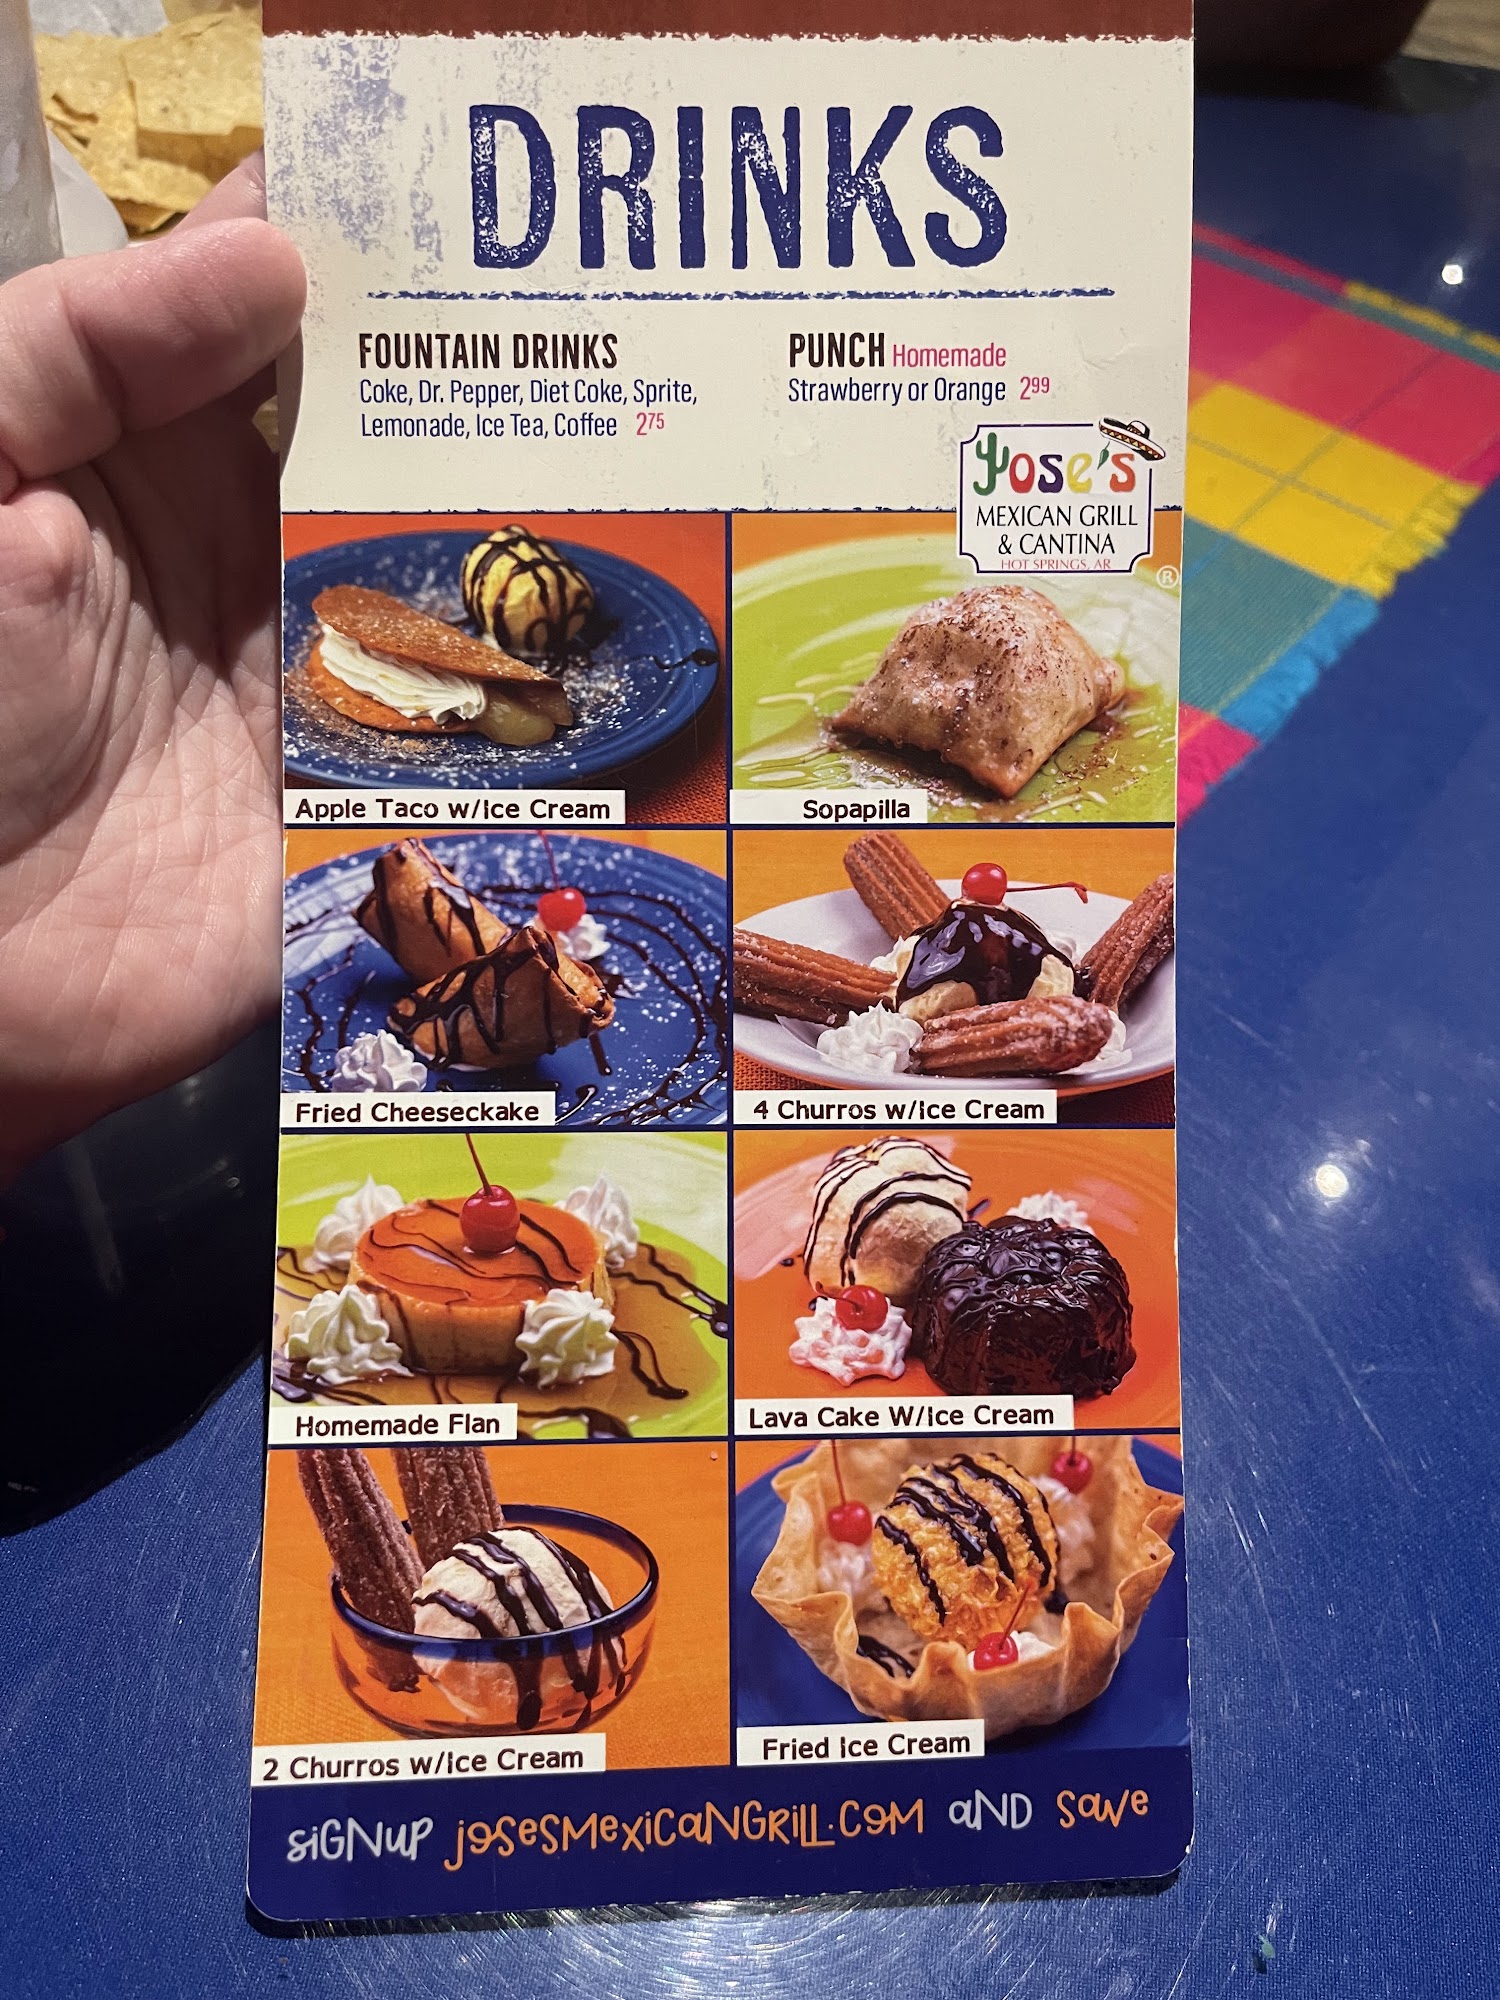 DRINKS
FOUNTAIN DRINKS
Coke, Dr. Pepper, Diet Coke, Sprite,
Lemonade, Ice Tea, Coffee 275
PUNCH Homemade
Strawberry or Orange 299
Jose's
MEXICAN GRILL
& CANTINA
HOT SPRINGS, AR
®
Apple Taco w/Ice Cream
Sopapilla
Fried Cheeseckake
4 Churros w/Ice Cream
Homemade Flan
Lava Cake W/Ice Cream
2 Churros w/Ice Cream
Fried Ice Cream
siGNup josesMexicaNGRill.coM aND save